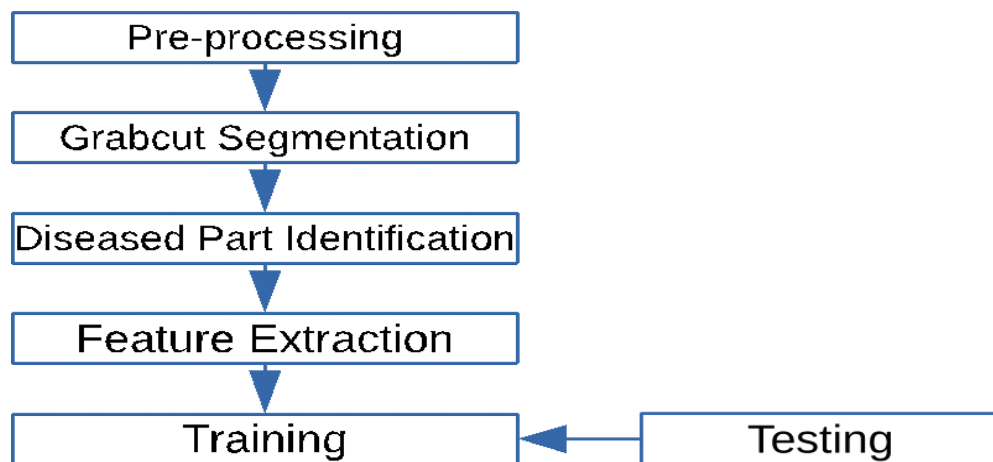 Pre-processing
Grabcut Segmentation
Diseased Part Identification
Feature Extraction
Training
Testing